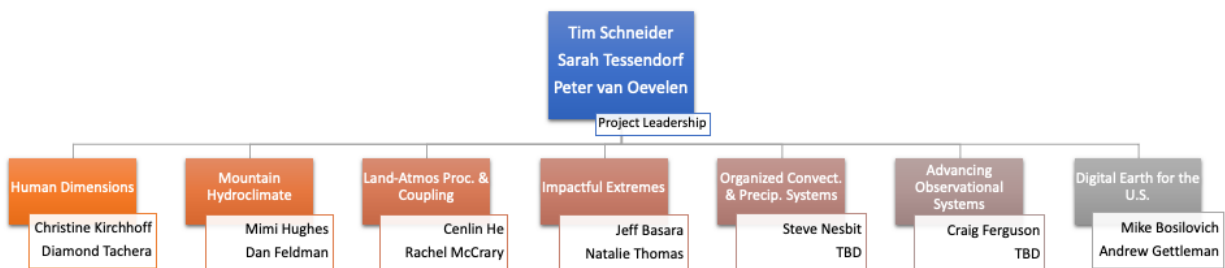 Tim Schneider
Sarah Tessendorf
Peter van Oevelen
Project Leadership
Human Dimensions
Christine Kirchhoff
Diamond Tachera
Mountain
Hydroclimate
Mimi Hughes
Dan Feldman
Land-Atmos Proc. &
Coupling
Cenlin He
Rachel McCrary
Impactful Extremes
Jeff Basara
Natalie Thomas
Organized Convect.
& Precip. Systems
Steve Nesbit
TBD
Advancing
Observational
Systems
Craig Ferguson
TBD
Digital Earth for the
U.S.
Mike Bosilovich
Andrew Gettleman